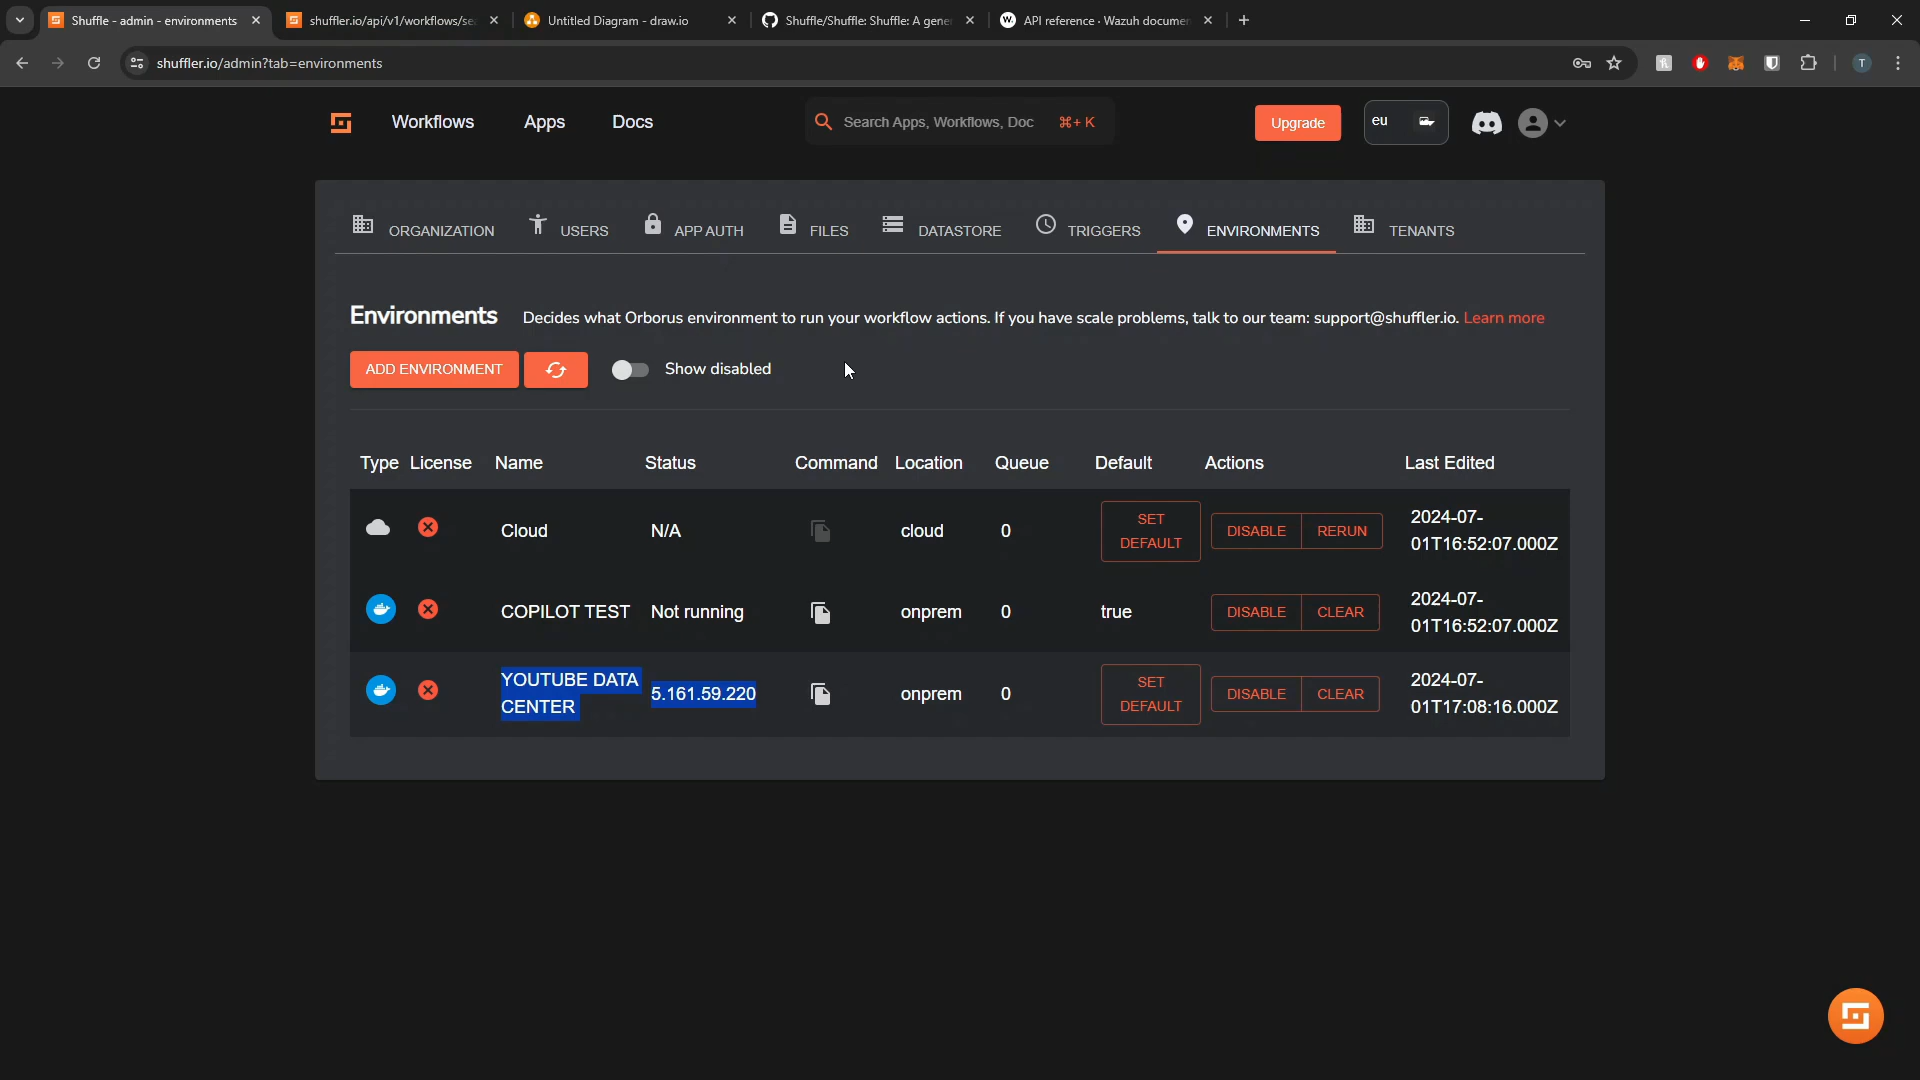 Shuffle - admin - environments
shuffler.io/api/v1/workflows/se
Untitled Diagram - draw.io
Shuffle/Shuffle: Shuffle: A gene
W.
API reference · Wazuh documen
shuffler.io/admin?tab=environments
T
Workflows
Apps
Docs
Search Apps, Workflows, Doc
⌘+ K
Upgrade
eu
ORGANIZATION
USERS
APP AUTH
FILES
DATASTORE
TRIGGERS
ENVIRONMENTS
TENANTS
Environments
Decides what Orborus environment to run your workflow actions. If you have scale problems, talk to our team: support@shuffler.io. Learn more
ADD ENVIRONMENT
Show disabled
Type License Name Status Command Location Queue Default Actions Last Edited
Cloud N/A cloud 0
SET
DEFAULT
DISABLE RERUN
2024-07-
01T16:52:07.000Z
COPILOT TEST Not running onprem 0 true
DISABLE CLEAR
2024-07-
01T16:52:07.000Z
YOUTUBE DATA
CENTER
5.161.59.220 onprem 0
SET
DEFAULT
DISABLE CLEAR
2024-07-
01T17:08:16.000Z